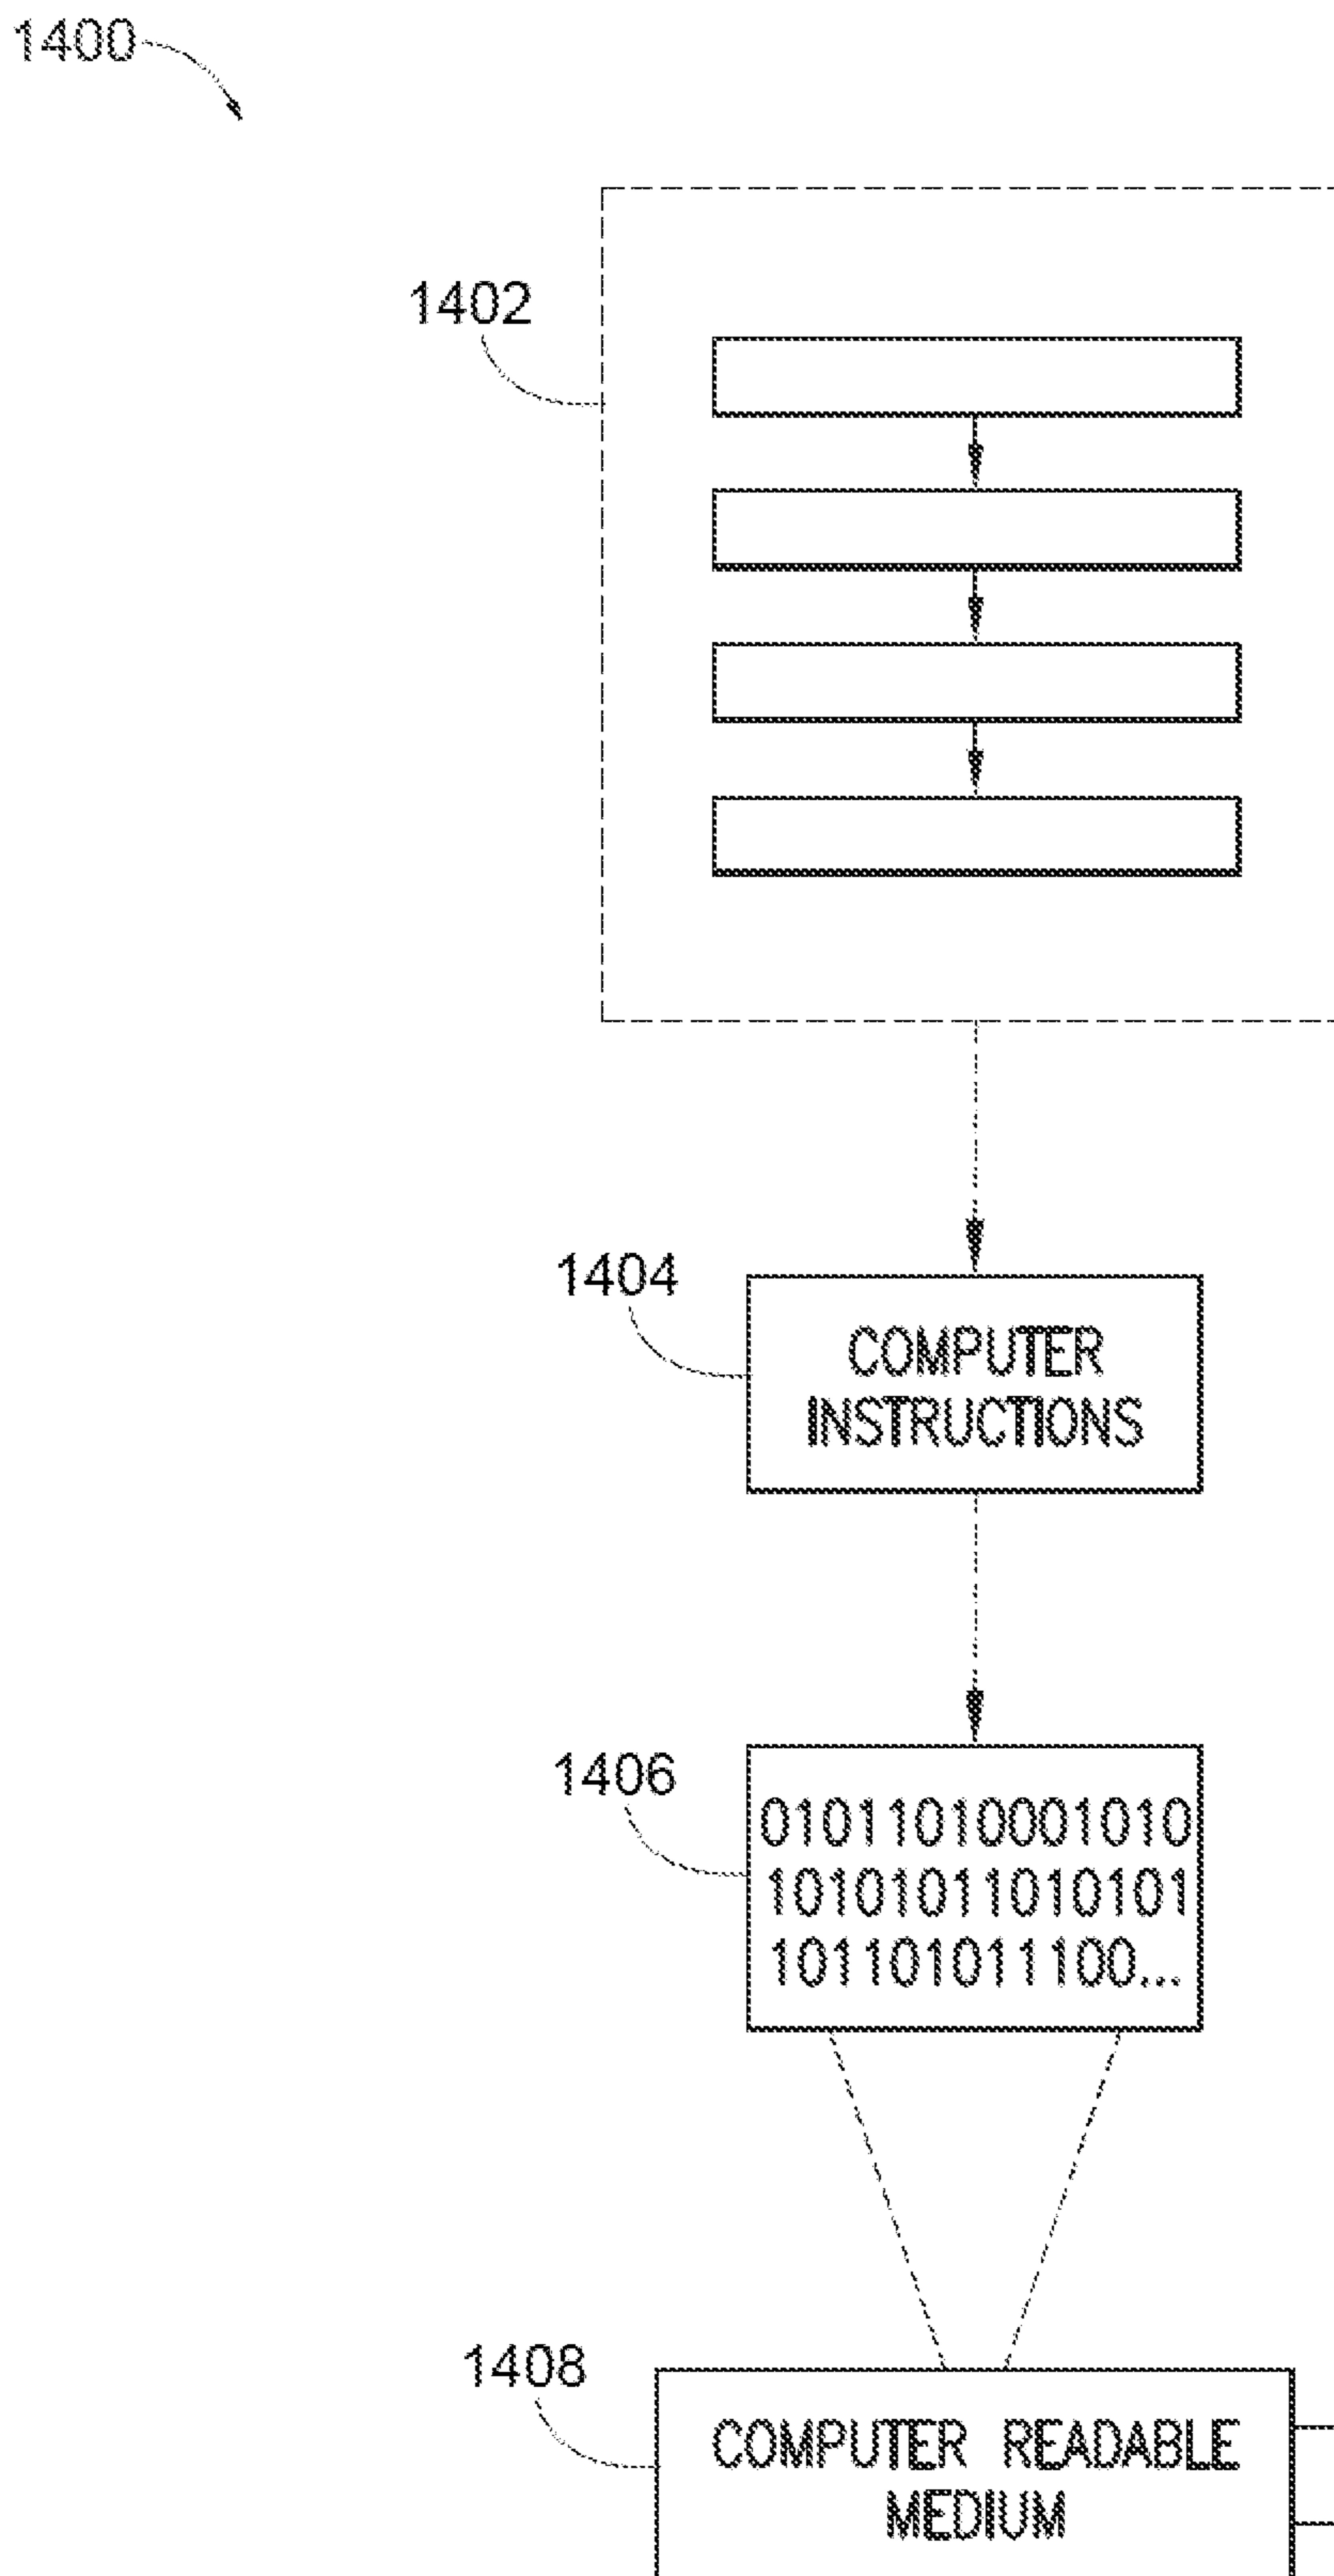 1400
1402
1404
COMPUTER
INSTRUCTIONS
1406
01011010001010
10101011010101
101101011100...
1408
COMPUTER READABLE
MEDIUM